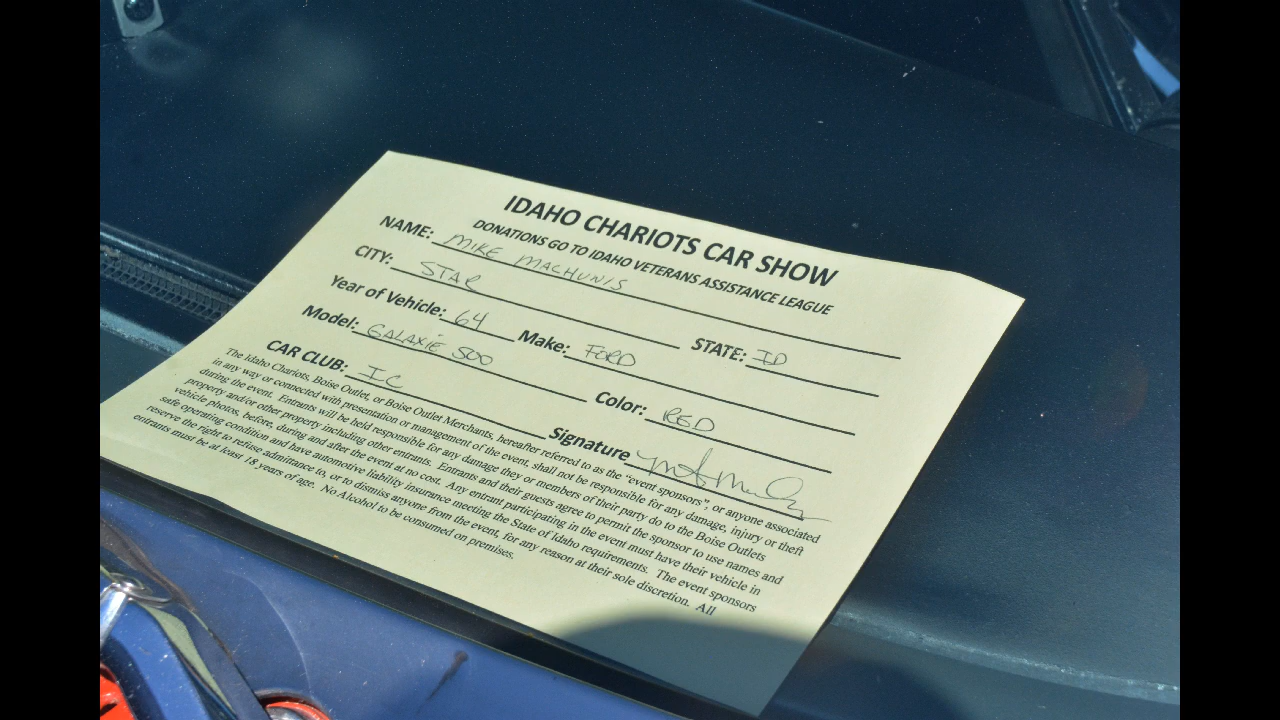 IDAHO CHARIOTS CAR SHOW
DONATIONS GO TO IDAHO VETERANS ASSISTANCE LEAGUE
NAME: MIKE MACHUNIS
CITY: STAR STATE: ID
Year of Vehicle: 64 Make: FORD
Model: GALAXIE 500 Color: RED
CAR CLUB: IC Signature
The Idaho Chariots, Boise Outlet, or Boise Outlet Merchants, hereafter referred to as the "event sponsors", or anyone associated
in any way or connected with presentation or management of the event, shall not be responsible for any damage, injury or theft
during the event. Entrants will be held responsible for any damage they or members of their party do to the Boise Outlets
property and/or other property including other entrants. Entrants and their guests agree to permit the sponsor to use names and
vehicle photos, before, during and after the event at no cost. Any entrant participating in the event must have their vehicle in
safe operating condition and have automotive liability insurance meeting the State of Idaho requirements. The event sponsors
reserve the right to refuse admittance to, or to dismiss anyone from the event, for any reason at their sole discretion. All
entrants must be at least 18 years of age. No Alcohol to be consumed on premises.